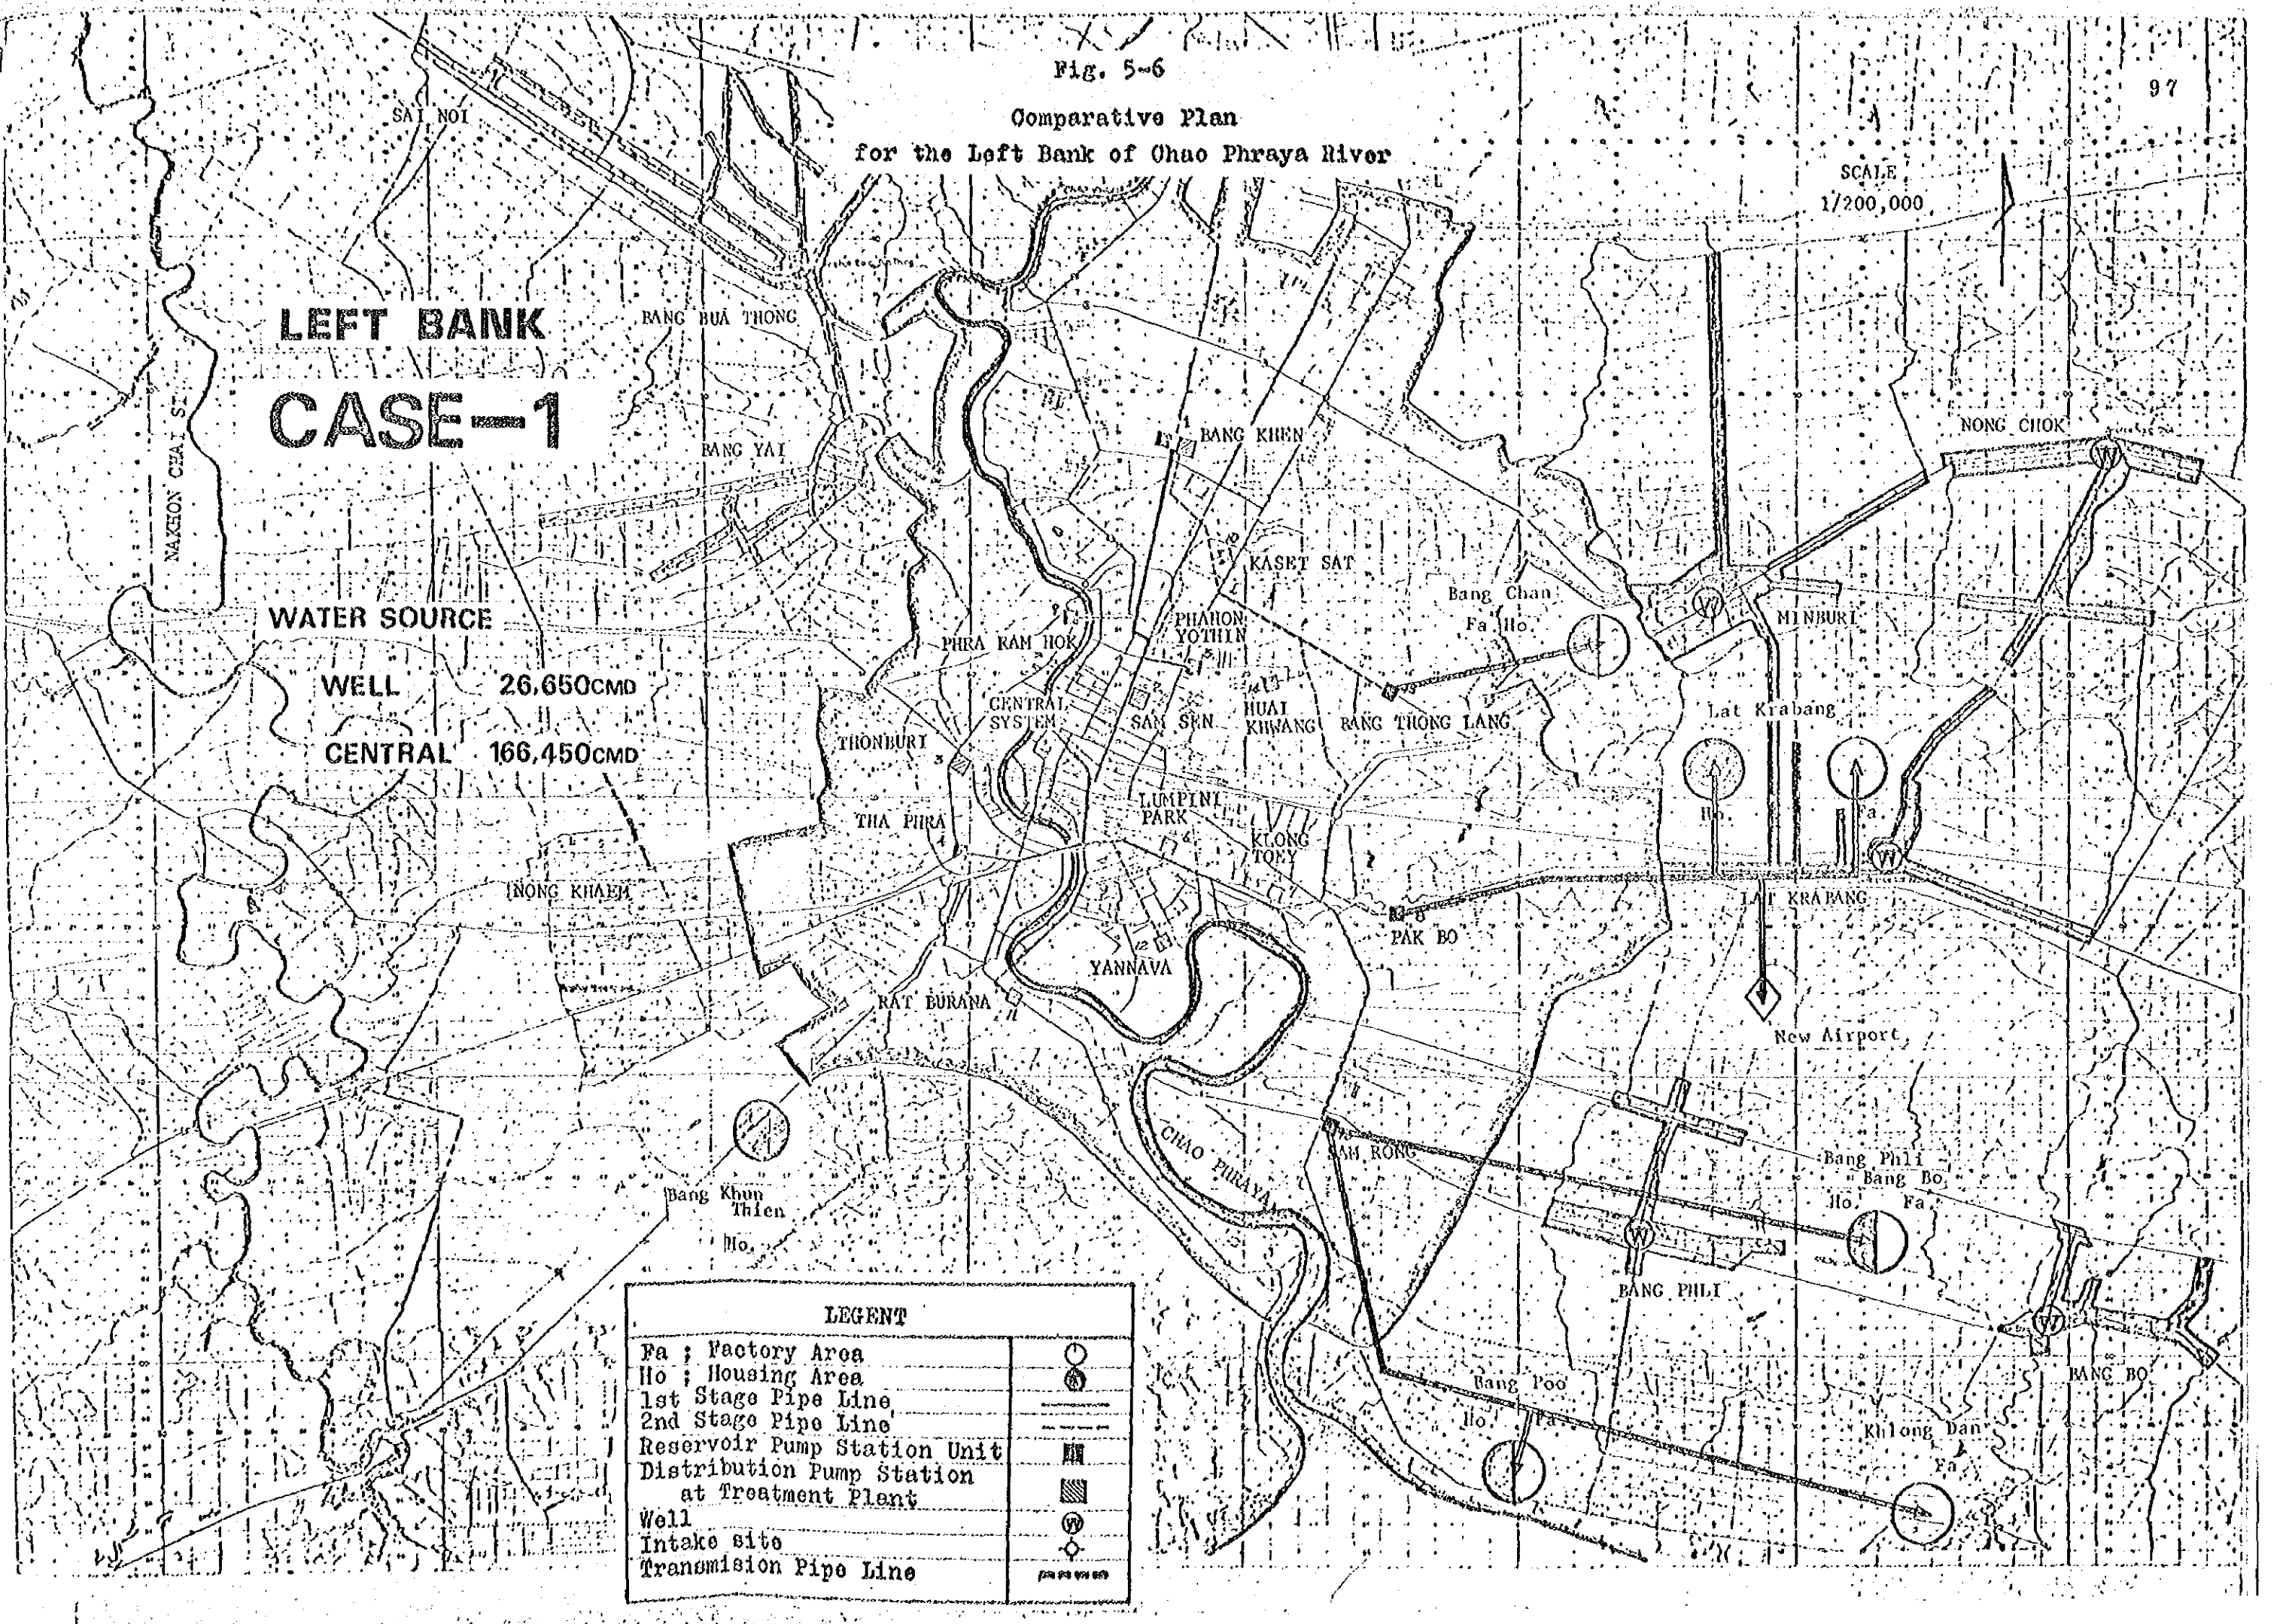 Fig. 5-6
97
Comparative Plan
for the Left Bank of Chao Phraya River
SCALE
1/200,000
SAI NOI
LEFT BANK
CASE-1
BANG BUA THONG
NAKHON CHAI SI
BANG YAI
BANG KHEN
NONG CHOK
KASET SAT
Bang Chan
Fa Ho.
WATER SOURCE
WELL 26,650CMD
CENTRAL 166,450CMD
PHRA RAM HOK
PHAHON
YOTHIN
MINBURI
CENTRAL
SYSTEM
SAM SEN
HUAI
KHWANG
BANG THONG LANG
Lat Krabang
THONBURI
THA PHRA
LUMPINI
PARK
KLONG
TOEY
Ho.
Fa.
NONG KHAEM
LAT KRABANG
PAK BO
YANNAVA
RAT BURANA
New Airport
CHAO PHRAYA
SAM RONG
Bang Phli
Bang Bo
Ho. Fa.
Bang Khun
Thien
Ho.
BANG PHLI
BANG BO
Bang Poo
Ho. Fa.
Khlong Dan
Fa.
LEGENT
Fa ; Factory Area
Ho ; Housing Area
1st Stage Pipe Line
2nd Stage Pipe Line
Reservoir Pump Station Unit
Distribution Pump Station
at Treatment Plant
Well
Intake site
Transmision Pipe Line